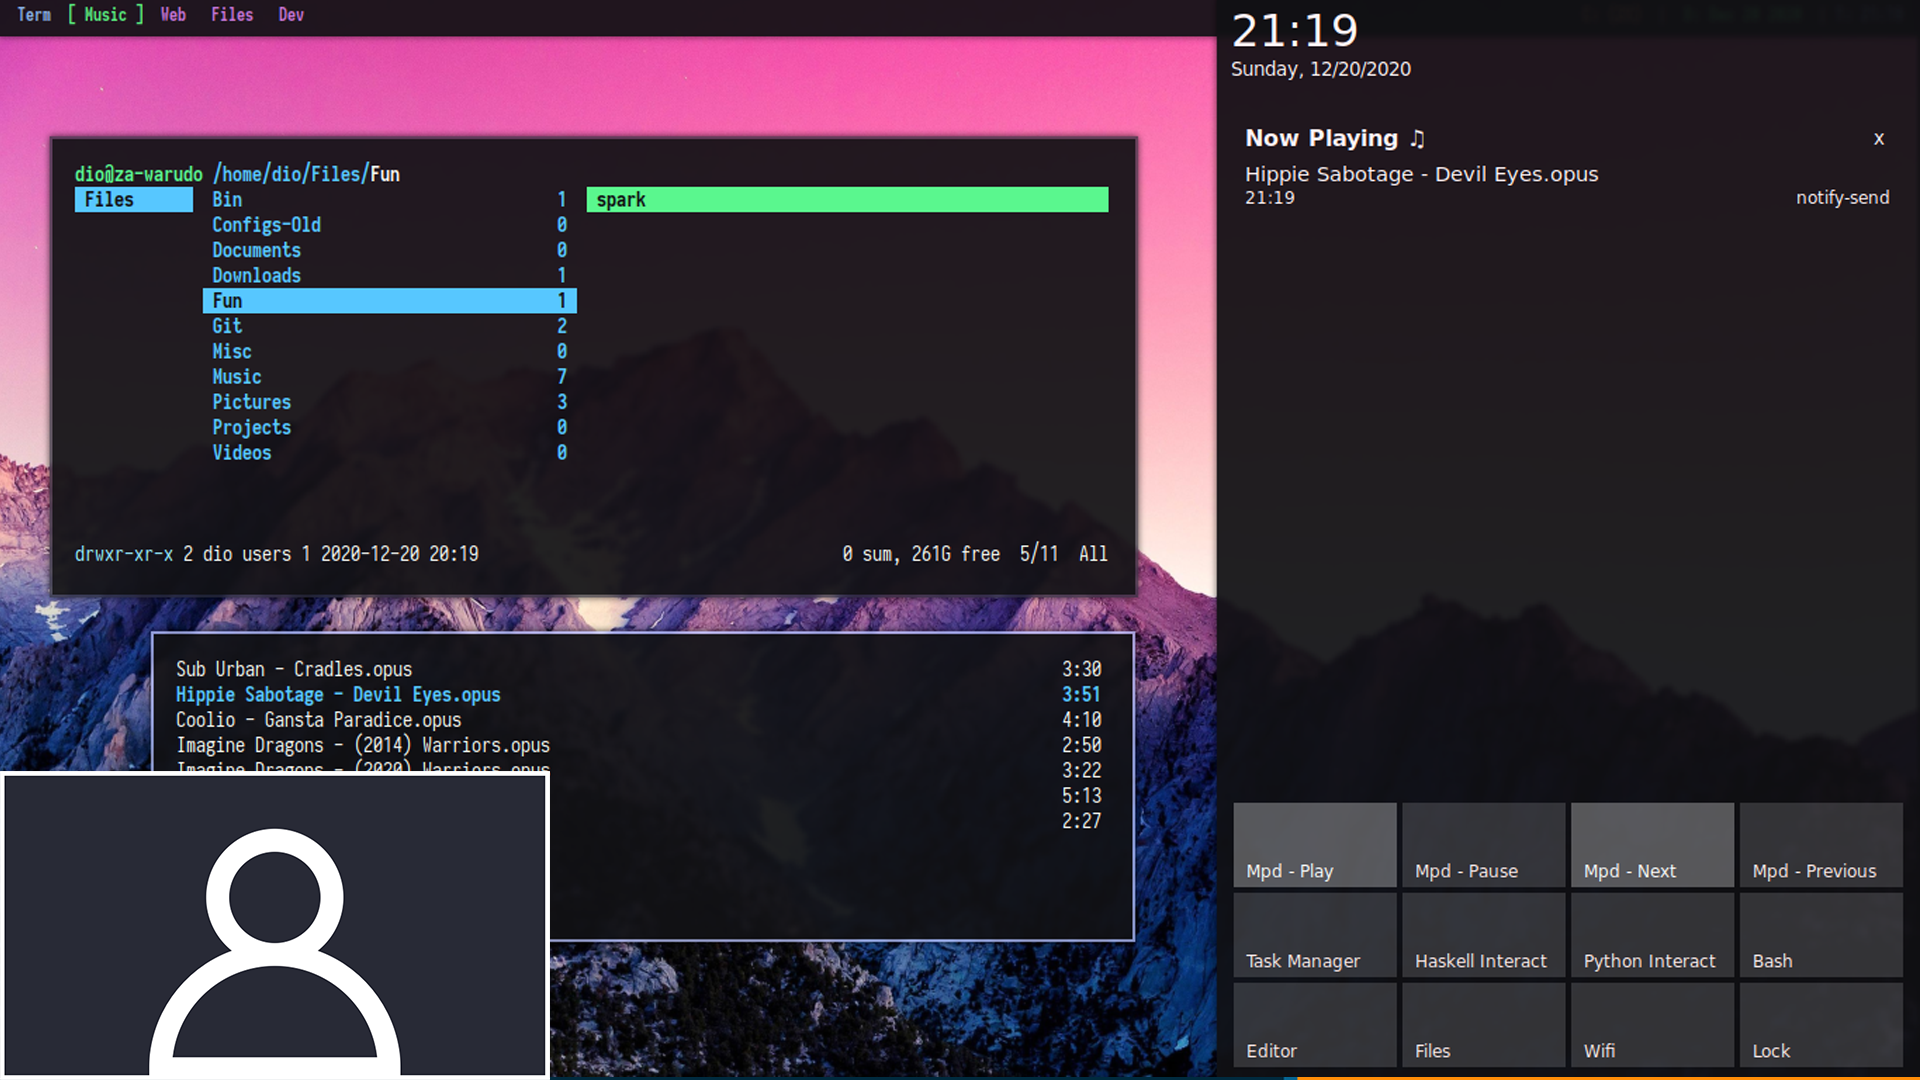 Term [ Music ] Web Files Dev
dio@za-warudo /home/dio/Files/Fun
Files
Bin 1
Configs-Old 0
Documents 0
Downloads 1
Fun 1
Git 2
Misc 0
Music 7
Pictures 3
Projects 0
Videos 0
spark
drwxr-xr-x 2 dio users 1 2020-12-20 20:19 0 sum, 261G free 5/11 All
Sub Urban - Cradles.opus 3:30
Hippie Sabotage - Devil Eyes.opus 3:51
Coolio - Gansta Paradice.opus 4:10
Imagine Dragons - (2014) Warriors.opus 2:50
Imagine Dragons - (2020) Warriors.opus 3:22
5:13
2:27
21:19
Sunday, 12/20/2020
Now Playing ♫ x
Hippie Sabotage - Devil Eyes.opus
21:19 notify-send
Mpd - Play Mpd - Pause Mpd - Next Mpd - Previous
Task Manager Haskell Interact Python Interact Bash
Editor Files Wifi Lock